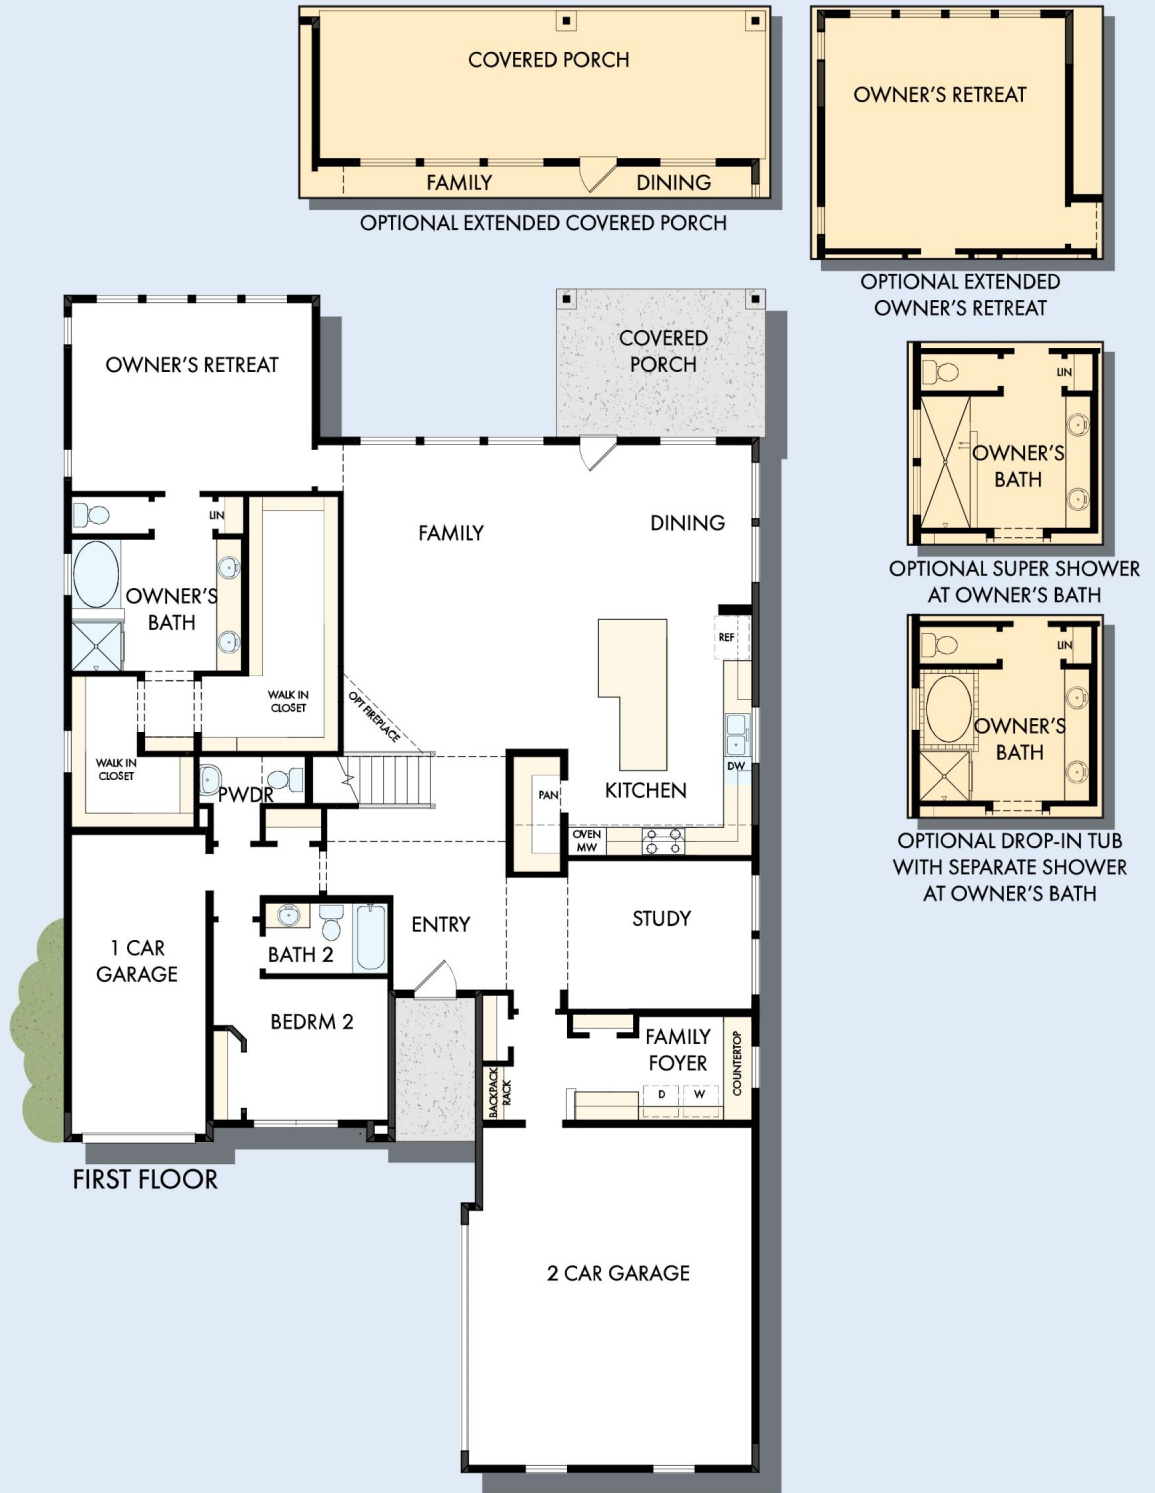 COVERED PORCH
FAMILY
DINING
OPTIONAL EXTENDED COVERED PORCH
OWNER'S RETREAT
OPTIONAL EXTENDED
OWNER'S RETREAT
OWNER'S RETREAT
COVERED
PORCH
LIN
OWNER'S
BATH
OPTIONAL SUPER SHOWER
AT OWNER'S BATH
LIN
OWNER'S
BATH
OPTIONAL DROP-IN TUB
WITH SEPARATE SHOWER
AT OWNER'S BATH
FAMILY
DINING
LIN
OWNER'S
BATH
REF
WALK IN
CLOSET
OPT FIREPLACE
WALK IN
CLOSET
PWDR
PAN
KITCHEN
DW
OVEN
MW
ENTRY
STUDY
1 CAR
GARAGE
BATH 2
BEDRM 2
FAMILY
FOYER
COUNTERTOP
BACKPACK
RACK
D
W
FIRST FLOOR
2 CAR GARAGE